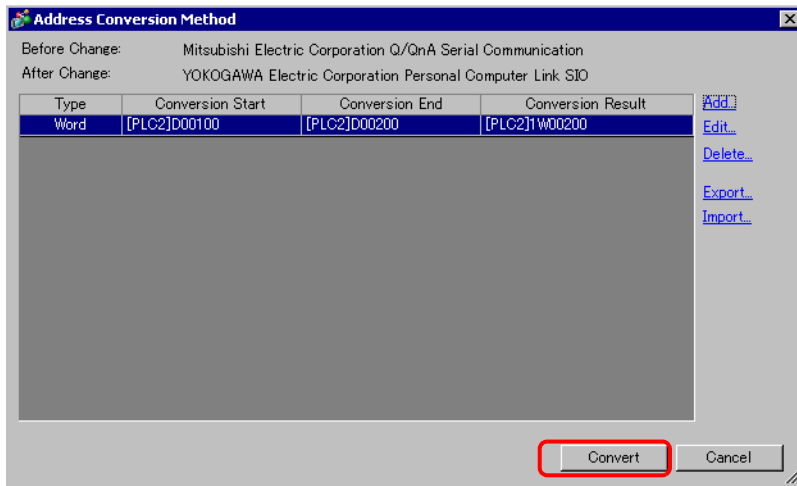 Address Conversion Method
Before Change: Mitsubishi Electric Corporation Q/QnA Serial Communication
After Change: YOKOGAWA Electric Corporation Personal Computer Link SIO
Type Conversion Start Conversion End Conversion Result
Word [PLC2]D00100 [PLC2]D00200 [PLC2]1W00200
Add...
Edit...
Delete...
Export...
Import...
Convert Cancel